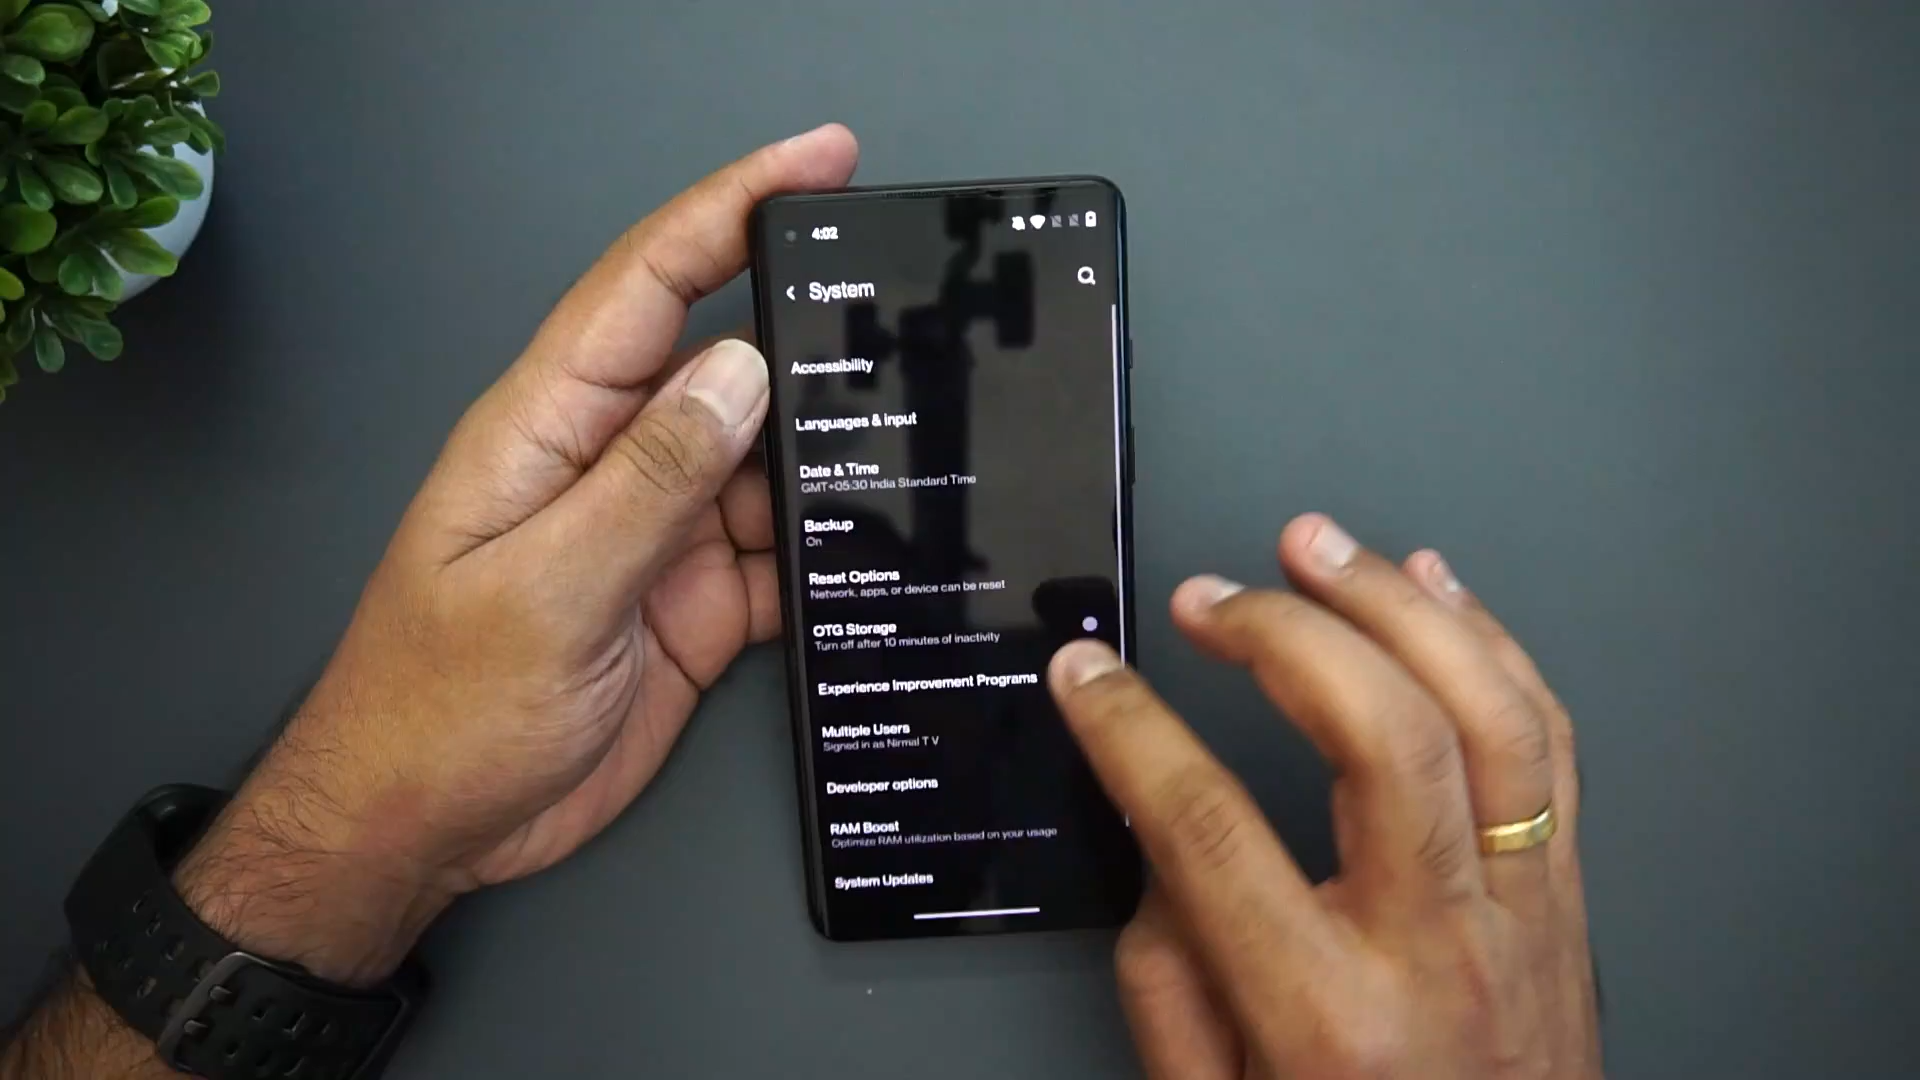 4:02
System
Accessibility
Languages & input
Date & Time
GMT+05:30 India Standard Time
Backup
On
Reset Options
Network, apps, or device can be reset
OTG Storage
Turn off after 10 minutes of inactivity
Experience Improvement Programs
Multiple Users
Signed in as Nirmal T V
Developer options
RAM Boost
Optimize RAM utilization based on your usage
System Updates